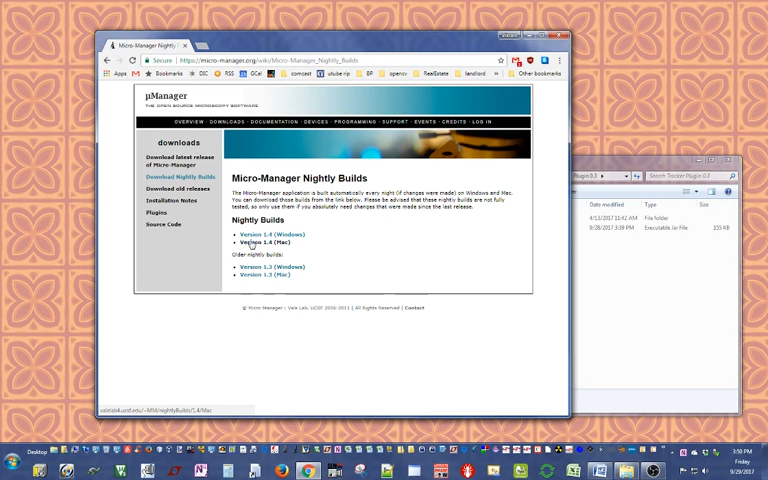 Micro-Manager Nightly
Secure
https://micro-manager.org/wiki/Micro-Manager_Nightly_Builds
Apps
Bookmarks
DIC
RSS
GCal
comcast
utube rip
BP
opencv
RealEstate
landlord
»
Other bookmarks
µManager
THE OPEN SOURCE MICROSCOPY SOFTWARE
OVERVIEW - DOWNLOADS - DOCUMENTATION - DEVICES - PROGRAMMING - SUPPORT - EVENTS - CREDITS - LOG IN
downloads
Download latest release
of Micro-Manager
Download Nightly Builds
Download old releases
Installation Notes
Plugins
Source Code
Micro-Manager Nightly Builds
The Micro-Manager application is built automatically every night (if changes were made) on Windows and Mac.
You can download those builds from the link below. Please be advised that these nightly builds are not fully
tested, so only use them if you absolutely need changes that were made since the last release.
Nightly Builds
Version 1.4 (Windows)
Version 1.4 (Mac)
Older nightly builds:
Version 1.3 (Windows)
Version 1.3 (Mac)
© Micro-Manager : Vale Lab, UCSF 2006-2011 | All Rights Reserved | Contact
valelab4.ucsf.edu/~MM/nightlyBuilds/1.4/Mac
Plugin 0.3
Search Tracker Plugin 0.3
Date modified
Type
Size
4/13/2017 11:42 AM
File folder
9/28/2017 3:39 PM
Executable Jar File
155 KB
Desktop
3:50 PM
Friday
9/29/2017